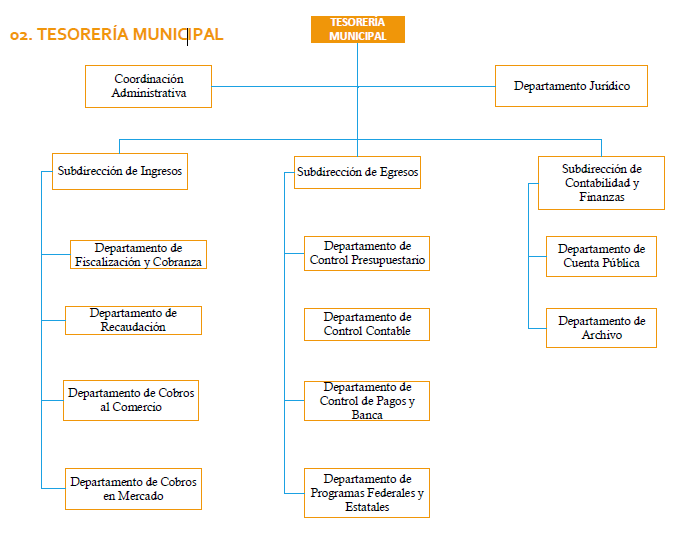 02. TESORERÍA MUNICIPAL
TESORERÍA
MUNICIPAL
Coordinación
Administrativa
Departamento Jurídico
Subdirección de Ingresos
Subdirección de Egresos
Subdirección de
Contabilidad y
Finanzas
Departamento de
Fiscalización y Cobranza
Departamento de
Control Presupuestario
Departamento de
Cuenta Pública
Departamento de
Recaudación
Departamento de
Control Contable
Departamento de
Archivo
Departamento de Cobros
al Comercio
Departamento de
Control de Pagos y
Banca
Departamento de Cobros
en Mercado
Departamento de
Programas Federales y
Estatales